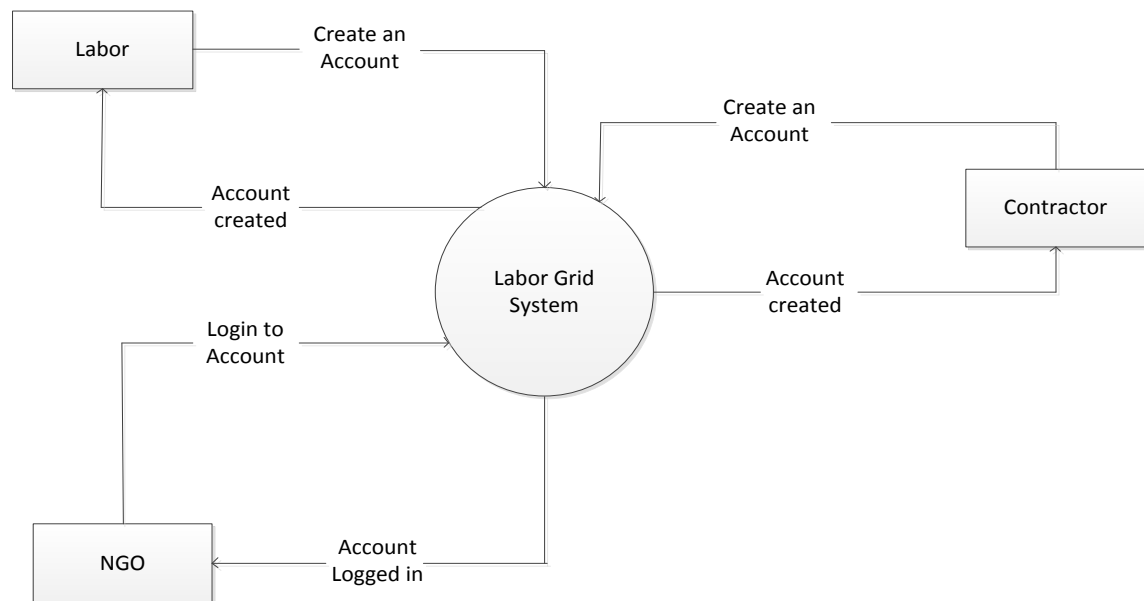 Labor
Create an
Account
Create an
Account
Account
created
Contractor
Labor Grid
System
Account
created
Login to
Account
NGO
Account
Logged in